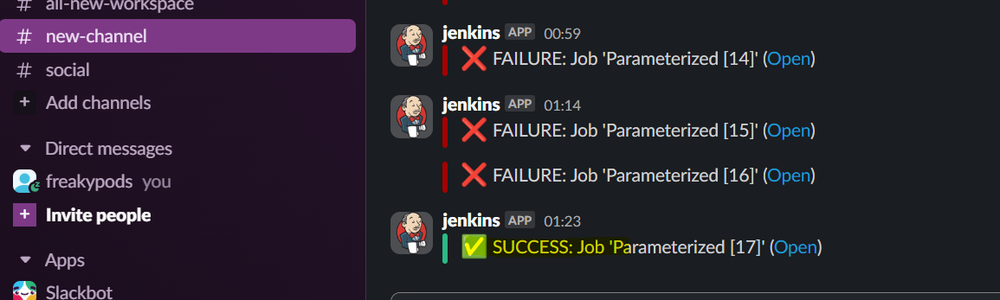 # all-new-workspace
# new-channel
# social
+ Add channels
Direct messages
freakypods you
+ Invite people
Apps
Slackbot
jenkins APP 00:59
❌ FAILURE: Job 'Parameterized [14]' (Open)
jenkins APP 01:14
❌ FAILURE: Job 'Parameterized [15]' (Open)
❌ FAILURE: Job 'Parameterized [16]' (Open)
jenkins APP 01:23
✅ SUCCESS: Job 'Parameterized [17]' (Open)